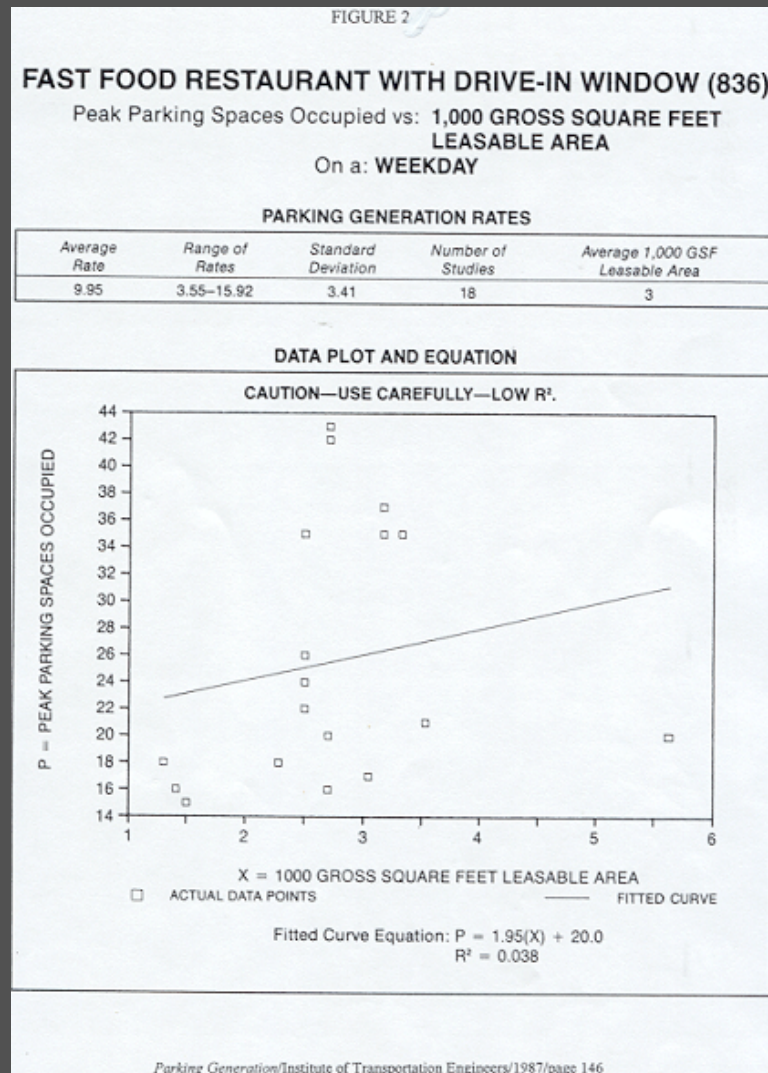 FIGURE 2
FAST FOOD RESTAURANT WITH DRIVE-IN WINDOW (836)
Peak Parking Spaces Occupied vs: 1,000 GROSS SQUARE FEET
LEASABLE AREA
On a: WEEKDAY
PARKING GENERATION RATES
Average Rate
Range of Rates
Standard Deviation
Number of Studies
Average 1,000 GSF Leasable Area
9.95 3.55–15.92 3.41 18 3
DATA PLOT AND EQUATION
CAUTION—USE CAREFULLY—LOW R².
P = PEAK PARKING SPACES OCCUPIED
44
42
40
38
36
34
32
30
28
26
24
22
20
18
16
14
1 2 3 4 5 6
X = 1000 GROSS SQUARE FEET LEASABLE AREA
ACTUAL DATA POINTS FITTED CURVE
Fitted Curve Equation: P = 1.95(X) + 20.0
R² = 0.038
Parking Generation/Institute of Transportation Engineers/1987/page 146